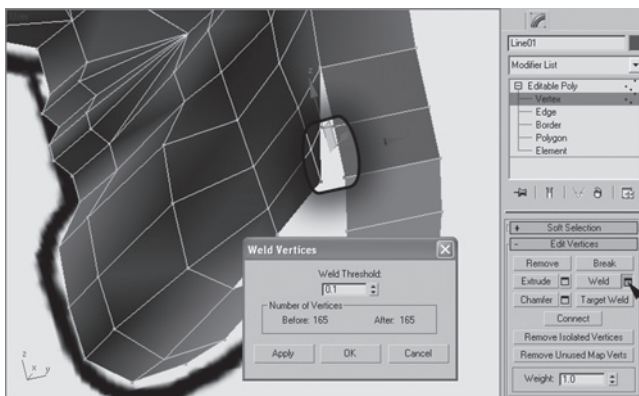 Line01
Modifier List
Editable Poly
Vertex
Edge
Border
Polygon
Element
+ Soft Selection
- Edit Vertices
Remove Break
Extrude Weld
Chamfer Target Weld
Connect
Remove Isolated Vertices
Remove Unused Map Verts
Weight: 1.0
Weld Vertices
Weld Threshold:
0.1
Number of Vertices
Before: 165 After: 165
Apply OK Cancel
z
z
x y